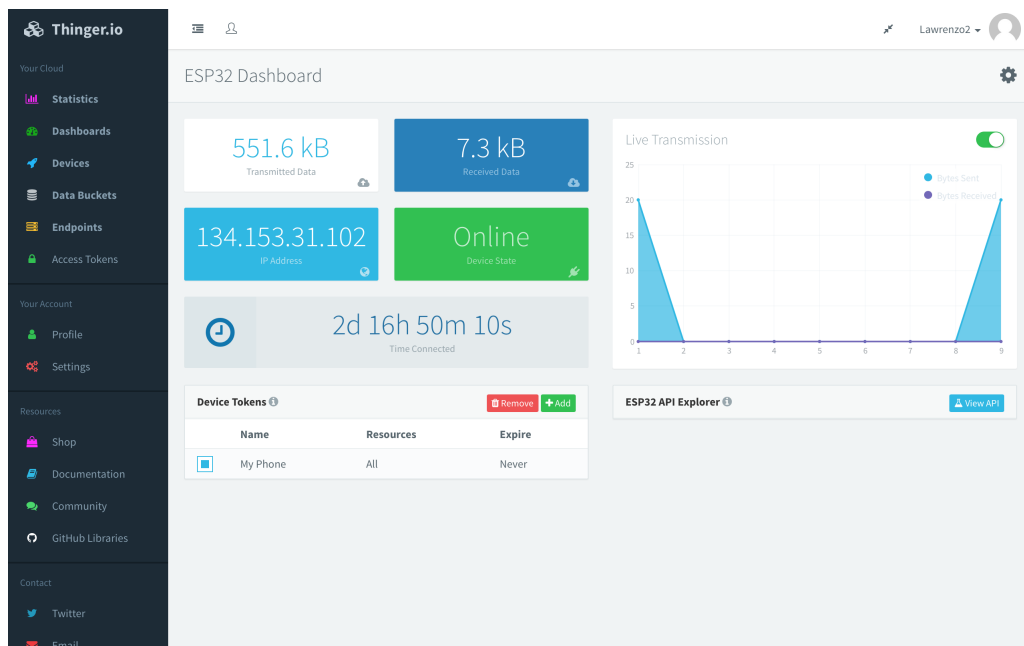 Thinger.io
Lawrenzo2
Your Cloud
Statistics
Dashboards
Devices
Data Buckets
Endpoints
Access Tokens
Your Account
Profile
Settings
Resources
Shop
Documentation
Community
GitHub Libraries
Contact
Twitter
Email
ESP32 Dashboard
551.6 kB
Transmitted Data
7.3 kB
Received Data
134.153.31.102
IP Address
Online
Device State
2d 16h 50m 10s
Time Connected
Live Transmission
25
20
15
10
5
0
1 2 3 4 5 6 7 8 9
Bytes Sent
Bytes Received
Device Tokens
Remove
Add
Name Resources Expire
My Phone All Never
ESP32 API Explorer
View API